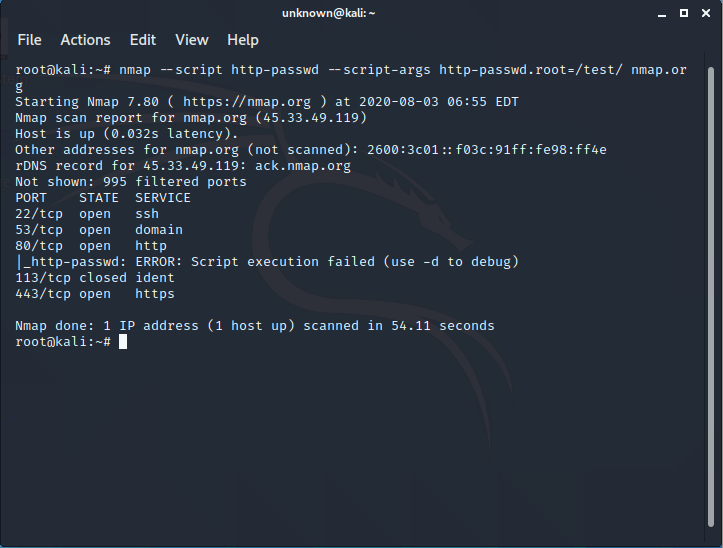 unknown@kali: ~
File Actions Edit View Help
root@kali:~# nmap --script http-passwd --script-args http-passwd.root=/test/ nmap.or
g
Starting Nmap 7.80 ( https://nmap.org ) at 2020-08-03 06:55 EDT
Nmap scan report for nmap.org (45.33.49.119)
Host is up (0.032s latency).
Other addresses for nmap.org (not scanned): 2600:3c01::f03c:91ff:fe98:ff4e
rDNS record for 45.33.49.119: ack.nmap.org
Not shown: 995 filtered ports
PORT    STATE  SERVICE
22/tcp  open   ssh
53/tcp  open   domain
80/tcp  open   http
|_http-passwd: ERROR: Script execution failed (use -d to debug)
113/tcp closed ident
443/tcp open   https
Nmap done: 1 IP address (1 host up) scanned in 54.11 seconds
root@kali:~#